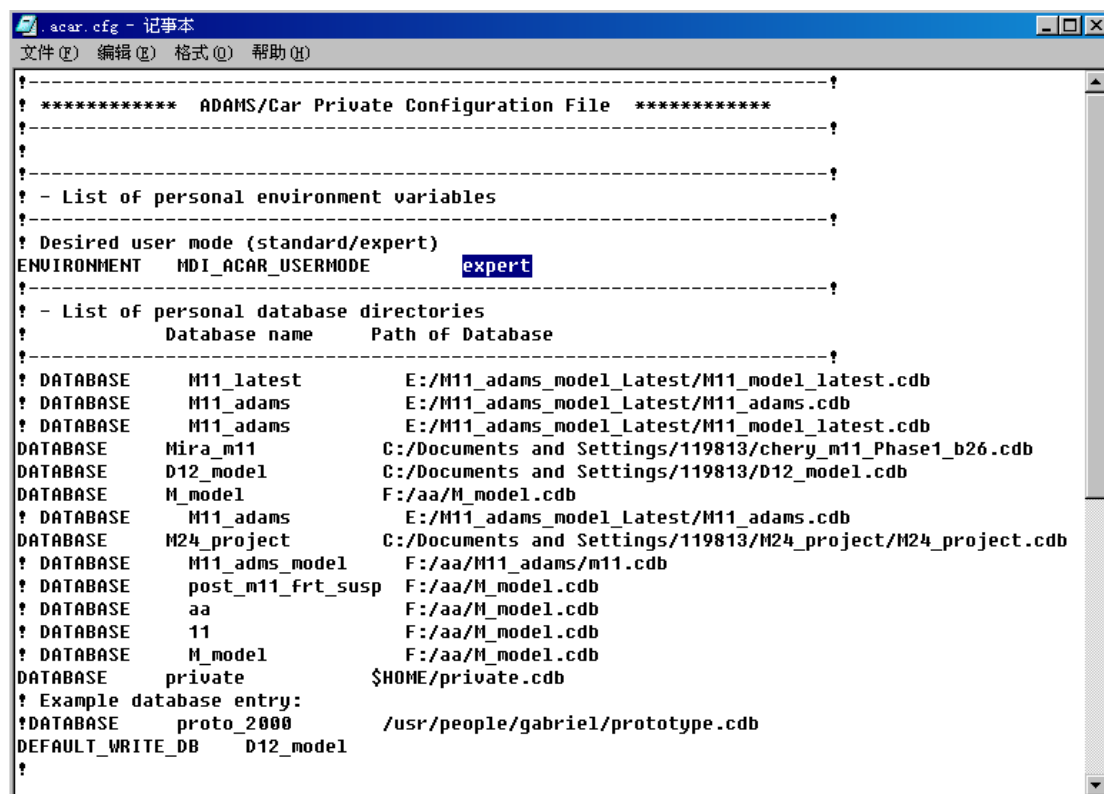 .acar.cfg - 记事本
文件(F) 编辑(E) 格式(O) 帮助(H)
!---------------------------------------------------------------------!
! ************  ADAMS/Car Private Configuration File  ************
!---------------------------------------------------------------------!
!
!---------------------------------------------------------------------!
! - List of personal environment variables
!---------------------------------------------------------------------!
! Desired user mode (standard/expert)
ENVIRONMENT   MDI_ACAR_USERMODE        expert
!---------------------------------------------------------------------!
! - List of personal database directories
!            Database name     Path of Database
!---------------------------------------------------------------------!
! DATABASE     M11_latest         E:/M11_adams_model_Latest/M11_model_latest.cdb
! DATABASE     M11_adams          E:/M11_adams_model_Latest/M11_adams.cdb
! DATABASE     M11_adams          E:/M11_adams_model_Latest/M11_model_latest.cdb
DATABASE     Mira_m11           C:/Documents and Settings/119813/chery_m11_Phase1_b26.cdb
DATABASE     D12_model          C:/Documents and Settings/119813/D12_model.cdb
DATABASE     M_model            F:/aa/M_model.cdb
! DATABASE     M11_adams          E:/M11_adams_model_Latest/M11_adams.cdb
DATABASE     M24_project        C:/Documents and Settings/119813/M24_project/M24_project.cdb
! DATABASE     M11_adms_model     F:/aa/M11_adams/m11.cdb
! DATABASE     post_m11_frt_susp  F:/aa/M_model.cdb
! DATABASE     aa                 F:/aa/M_model.cdb
! DATABASE     11                 F:/aa/M_model.cdb
! DATABASE     M_model            F:/aa/M_model.cdb
DATABASE     private           $HOME/private.cdb
! Example database entry:
!DATABASE     proto_2000        /usr/people/gabriel/prototype.cdb
DEFAULT_WRITE_DB    D12_model
!